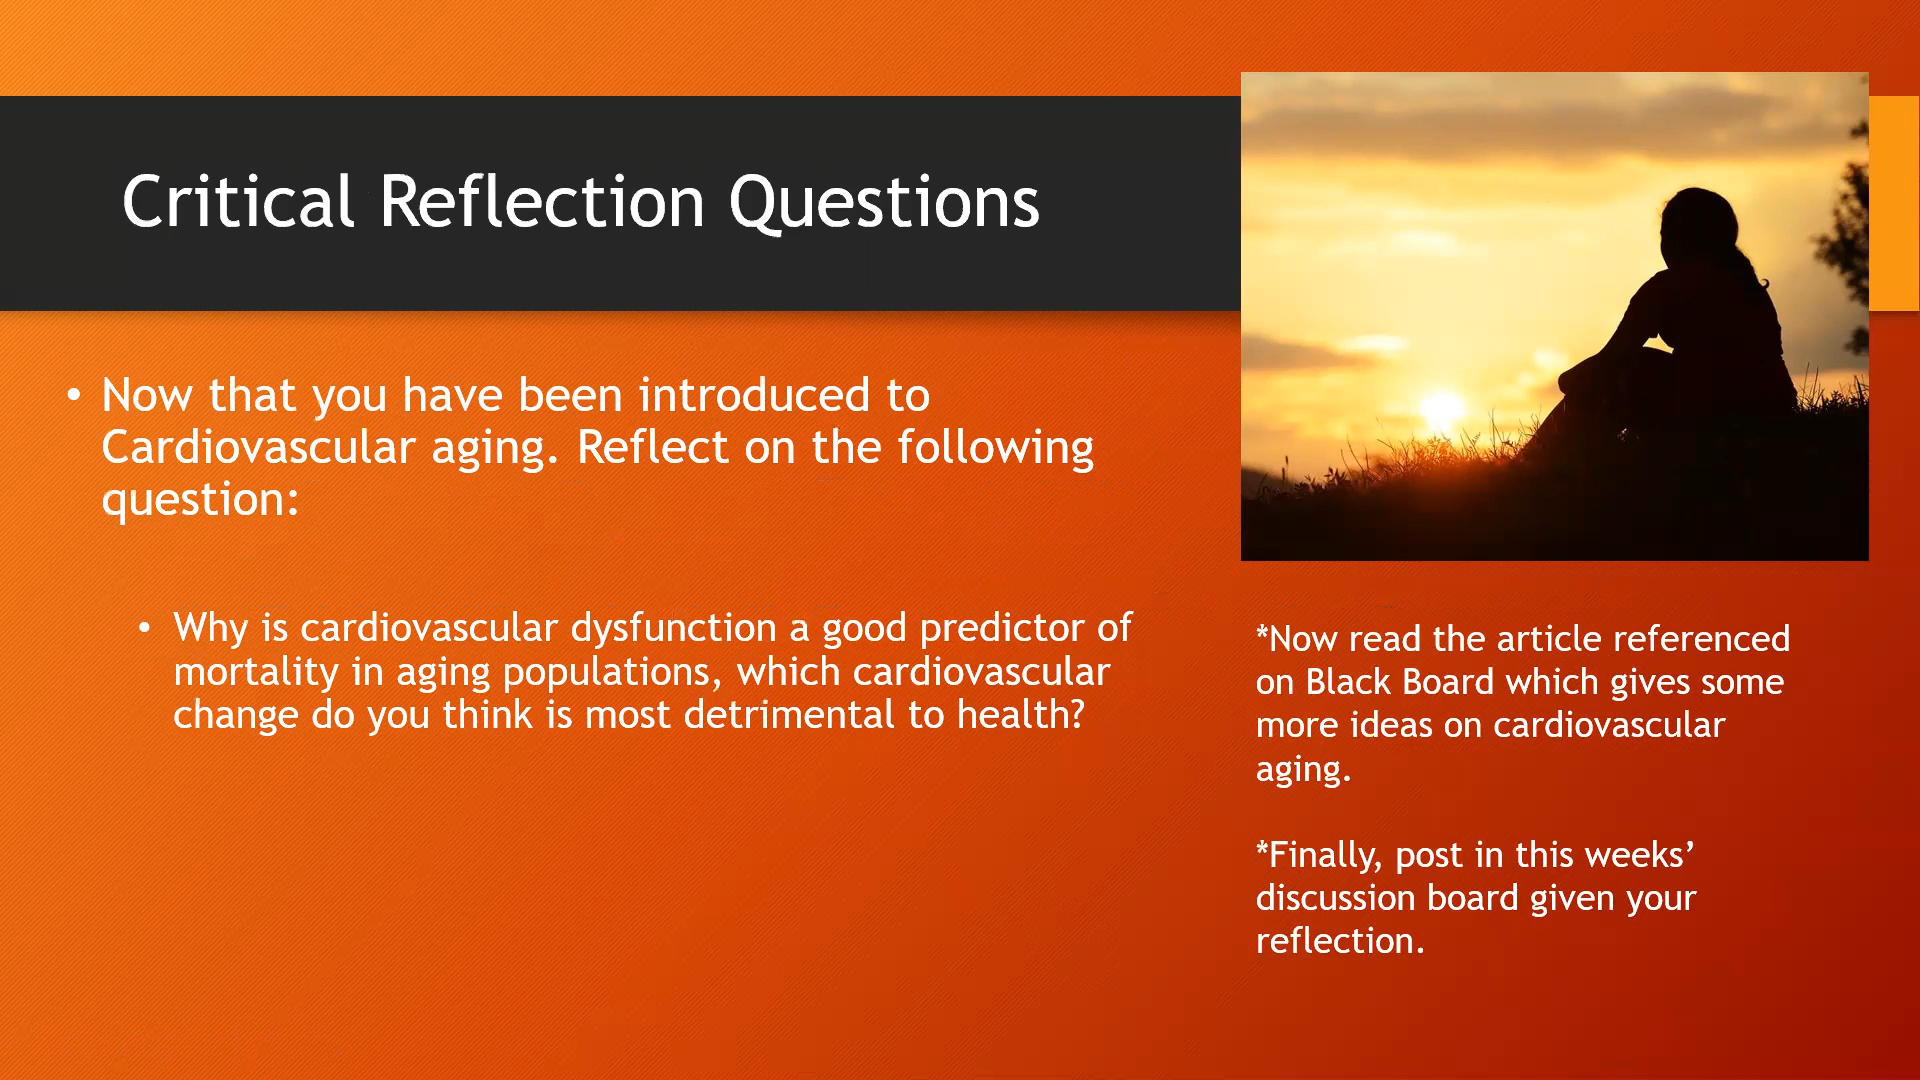 Critical Reflection Questions
• Now that you have been introduced to
Cardiovascular aging. Reflect on the following
question:
• Why is cardiovascular dysfunction a good predictor of
mortality in aging populations, which cardiovascular
change do you think is most detrimental to health?
*Now read the article referenced
on Black Board which gives some
more ideas on cardiovascular
aging.
*Finally, post in this weeks’
discussion board given your
reflection.